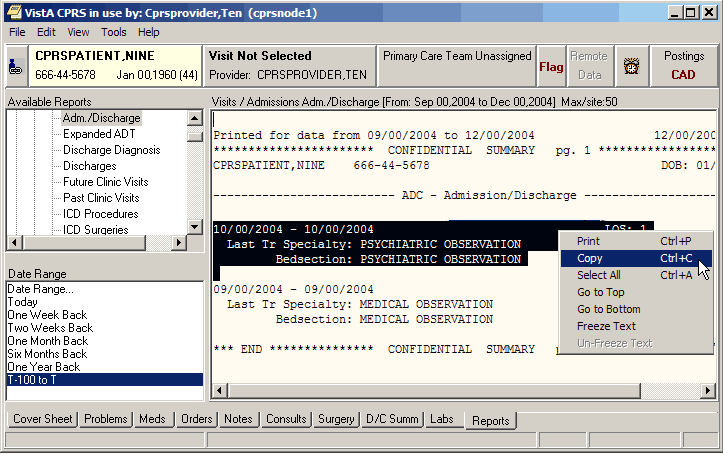 VistA CPRS in use by: Cprsprovider,Ten (cprsnode1)
File Edit View Tools Help
CPRSPATIENT,NINE
666-44-5678 Jan 00,1960 (44)
Visit Not Selected
Provider: CPRSPROVIDER,TEN
Primary Care Team Unassigned
Flag
Remote
Data
Postings
CAD
Available Reports
Adm./Discharge
Expanded ADT
Discharge Diagnosis
Discharges
Future Clinic Visits
Past Clinic Visits
ICD Procedures
ICD Surgeries
Date Range
Date Range...
Today
One Week Back
Two Weeks Back
One Month Back
Six Months Back
One Year Back
T-100 to T
Visits / Admissions Adm./Discharge [From: Sep 00,2004 to Dec 00,2004] Max/site:50
Printed for data from 09/00/2004 to 12/00/2004 12/00/200
******************** CONFIDENTIAL SUMMARY pg. 1 *****************
CPRSPATIENT,NINE 666-44-5678 DOB: 01/
-------------------------- ADC - Admission/Discharge -------------------
10/00/2004 - 10/00/2004 LOS: 1
Last Tr Specialty: PSYCHIATRIC OBSERVATION
Bedsection: PSYCHIATRIC OBSERVATION
09/00/2004 - 09/00/2004
Last Tr Specialty: MEDICAL OBSERVATION
Bedsection: MEDICAL OBSERVATION
*** END *************** CONFIDENTIAL SUMMARY p
Print Ctrl+P
Copy Ctrl+C
Select All Ctrl+A
Go to Top
Go to Bottom
Freeze Text
Un-Freeze Text
Cover Sheet Problems Meds Orders Notes Consults Surgery D/C Summ Labs Reports